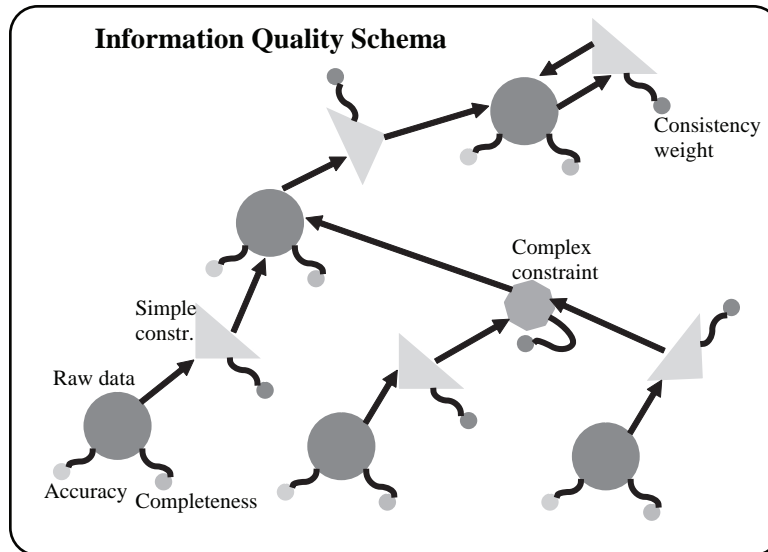 Information Quality Schema
Consistency
weight
Complex
constraint
Simple
constr.
Raw data
Accuracy
Completeness